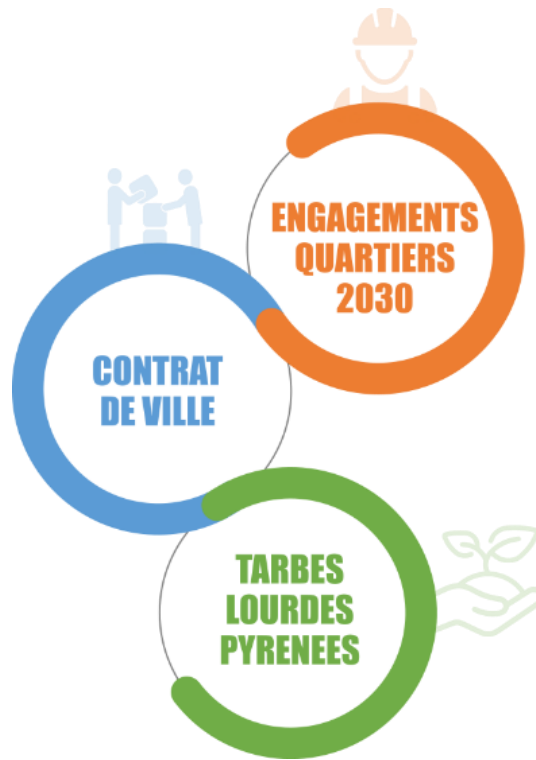 ENGAGEMENTS
QUARTIERS
2030
CONTRAT
DE VILLE
TARBES
LOURDES
PYRENEES